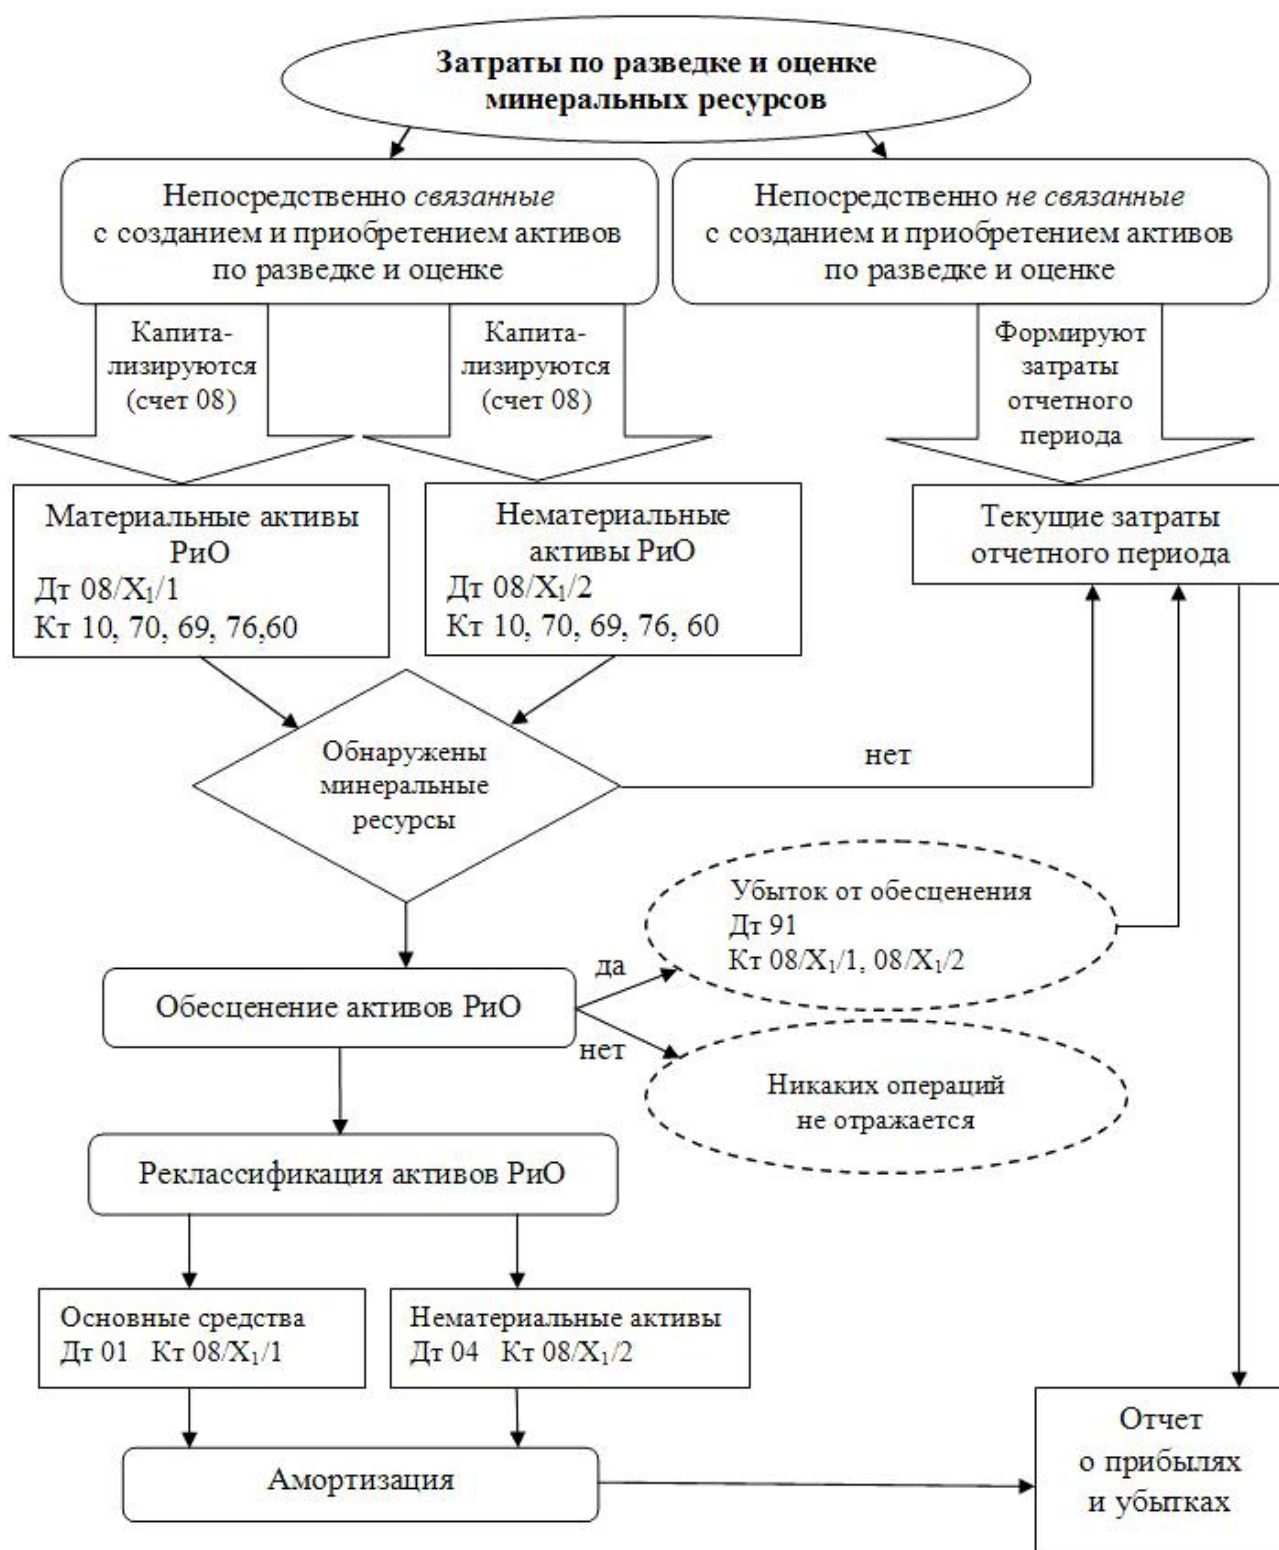 Затраты по разведке и оценке
минеральных ресурсов
Непосредственно связанные
с созданием и приобретением активов
по разведке и оценке
Непосредственно не связанные
с созданием и приобретением активов
по разведке и оценке
Капита-
лизируются
(счет 08)
Капита-
лизируются
(счет 08)
Формируют
затраты
отчетного
периода
Материальные активы
РиО
Дт 08/X₁/1
Кт 10, 70, 69, 76,60
Нематериальные
активы РиО
Дт 08/X₁/2
Кт 10, 70, 69, 76, 60
Текущие затраты
отчетного периода
Обнаружены
минеральные
ресурсы
нет
Убыток от обесценения
Дт 91
Кт 08/X₁/1, 08/X₁/2
да
Обесценение активов РиО
нет
Никаких операций
не отражается
Реклассификация активов РиО
Основные средства
Дт 01 Кт 08/X₁/1
Нематериальные активы
Дт 04 Кт 08/X₁/2
Амортизация
Отчет
о прибылях
и убытках